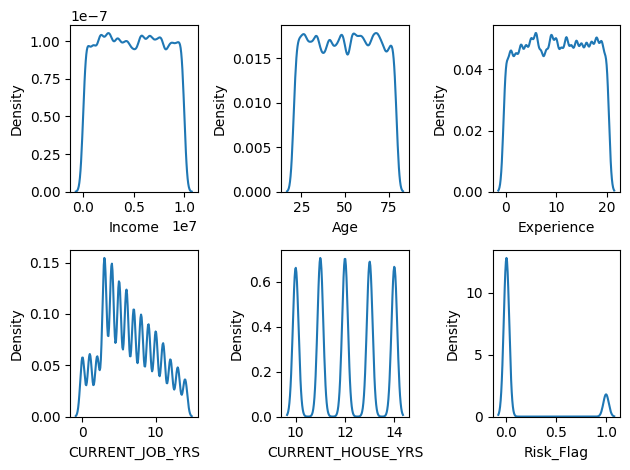 1e−7
1.00
0.75
0.50
0.25
0.00
Density
0.0 0.5 1.0
Income 1e7
0.015
0.010
0.005
0.000
Density
25 50 75
Age
0.04
0.02
0.00
Density
0 10 20
Experience
0.15
0.10
0.05
0.00
Density
0 10
CURRENT_JOB_YRS
0.6
0.4
0.2
0.0
Density
10 12 14
CURRENT_HOUSE_YRS
10
5
0
Density
0.0 0.5 1.0
Risk_Flag